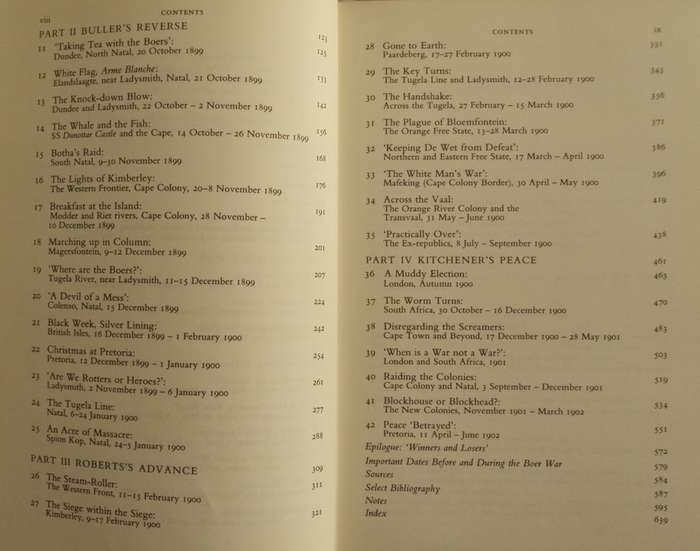 viii
CONTENTS
PART II BULLER'S REVERSE 123
11 'Taking Tea with the Boers': 125
Dundee, North Natal, 20 October 1899
12 White Flag, Arme Blanche: 133
Elandslaagte, near Ladysmith, Natal, 21 October 1899
13 The Knock-down Blow: 142
Dundee and Ladysmith, 22 October – 2 November 1899
14 The Whale and the Fish: 156
SS Dunottar Castle and the Cape, 14 October – 26 November 1899
15 Botha's Raid: 168
South Natal, 9–30 November 1899
16 The Lights of Kimberley: 176
The Western Frontier, Cape Colony, 20–8 November 1899
17 Breakfast at the Island: 191
Modder and Riet rivers, Cape Colony, 28 November –
10 December 1899
18 Marching up in Column: 201
Magersfontein, 9–12 December 1899
19 'Where are the Boers?': 207
Tugela River, near Ladysmith, 11–15 December 1899
20 'A Devil of a Mess': 224
Colenso, Natal, 15 December 1899
21 Black Week, Silver Lining: 242
British Isles, 16 December 1899 – 1 February 1900
22 Christmas at Pretoria: 254
Pretoria, 12 December 1899 – 1 January 1900
23 'Are We Rotters or Heroes?': 261
Ladysmith, 2 November 1899 – 6 January 1900
24 The Tugela Line: 277
Natal, 6–24 January 1900
25 An Acre of Massacre: 288
Spion Kop, Natal, 24–5 January 1900
PART III ROBERTS'S ADVANCE 309
26 The Steam-Roller: 311
The Western Front, 11–15 February 1900
27 The Siege within the Siege: 321
Kimberley, 9–17 February 1900
CONTENTS
ix
28 Gone to Earth: 331
Paardeberg, 17–27 February 1900
29 The Key Turns: 343
The Tugela Line and Ladysmith, 12–28 February 1900
30 The Handshake: 356
Across the Tugela, 27 February – 15 March 1900
31 The Plague of Bloemfontein: 371
The Orange Free State, 13–28 March 1900
32 'Keeping De Wet from Defeat': 386
Northern and Eastern Free State, 17 March – April 1900
33 'The White Man's War': 396
Mafeking (Cape Colony Border), 30 April – May 1900
34 Across the Vaal: 419
The Orange River Colony and the
Transvaal, 31 May – June 1900
35 'Practically Over': 438
The Ex-republics, 8 July – September 1900
PART IV KITCHENER'S PEACE 461
36 A Muddy Election: 463
London, Autumn 1900
37 The Worm Turns: 470
South Africa, 30 October – 16 December 1900
38 Disregarding the Screamers: 483
Cape Town and Beyond, 17 December 1900 – 28 May 1901
39 'When is a War not a War?': 503
London and South Africa, 1901
40 Raiding the Colonies: 519
Cape Colony and Natal, 3 September – December 1901
41 Blockhouse or Blockhead?: 534
The New Colonies, November 1901 – March 1902
42 Peace 'Betrayed': 551
Pretoria, 11 April – June 1902
Epilogue: 'Winners and Losers' 572
Important Dates Before and During the Boer War 579
Sources 584
Select Bibliography 587
Notes 595
Index 639